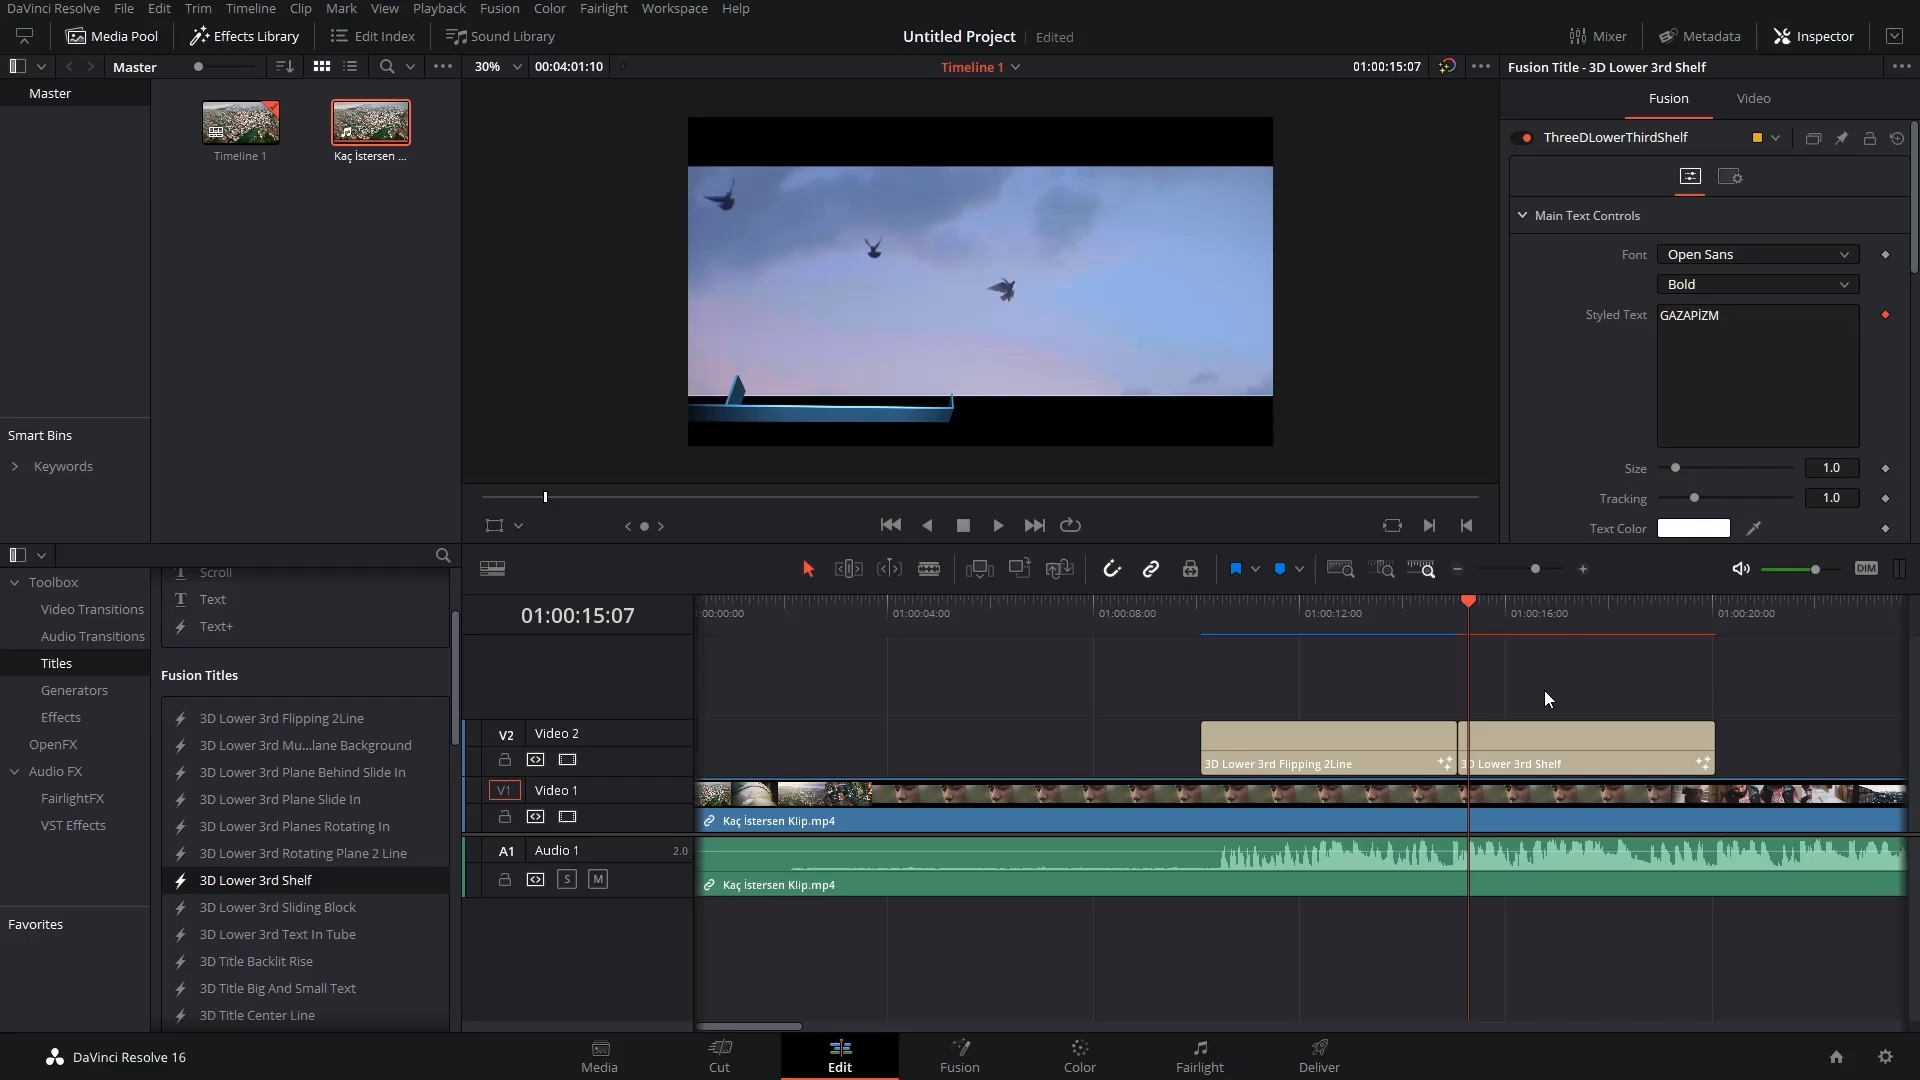 DaVinci Resolve File Edit Trim Timeline Clip Mark View Playback Fusion Color Fairlight Workspace Help
Media Pool Effects Library Edit Index Sound Library Untitled Project Edited Mixer Metadata Inspector
Master 30% 00:04:01:10 Timeline 1 01:00:15:07 Fusion Title - 3D Lower 3rd Shelf
Master
Fusion Video
Timeline 1 Kaç İstersen ...
ThreeDLowerThirdShelf
Main Text Controls
Font Open Sans
Bold
Styled Text GAZAPİZM
Size 1.0
Tracking 1.0
Text Color
Smart Bins
Keywords
Toolbox
Video Transitions
Audio Transitions
Titles
Generators
Effects
OpenFX
Audio FX
FairlightFX
VST Effects
Favorites
Scroll
Text
Text+
Fusion Titles
3D Lower 3rd Flipping 2Line
3D Lower 3rd Mu...lane Background
3D Lower 3rd Plane Behind Slide In
3D Lower 3rd Plane Slide In
3D Lower 3rd Planes Rotating In
3D Lower 3rd Rotating Plane 2 Line
3D Lower 3rd Shelf
3D Lower 3rd Sliding Block
3D Lower 3rd Text In Tube
3D Title Backlit Rise
3D Title Big And Small Text
3D Title Center Line
DIM
01:00:15:07
:00:00:00 01:00:04:00 01:00:08:00 01:00:12:00 01:00:16:00 01:00:20:00
V2 Video 2
3D Lower 3rd Flipping 2Line 3D Lower 3rd Shelf
V1 Video 1
Kaç İstersen Klip.mp4
A1 Audio 1 2.0
S M
Kaç İstersen Klip.mp4
DaVinci Resolve 16 Media Cut Edit Fusion Color Fairlight Deliver